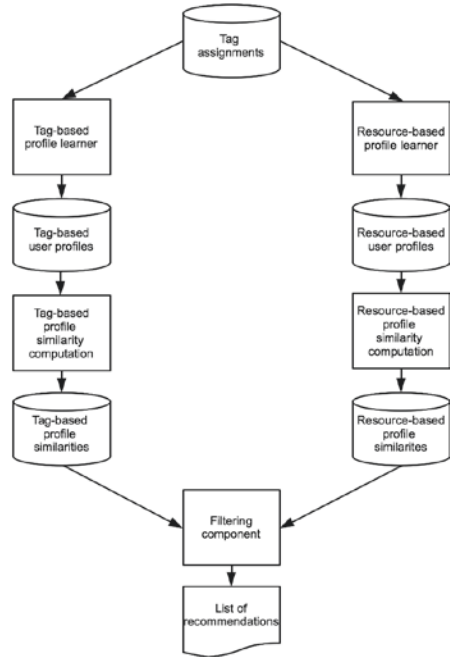 Tag
assignments
Tag-based
profile learner
Resource-based
profile learner
Tag-based
user profiles
Resource-based
user profiles
Tag-based
profile
similarity
computation
Resource-based
profile
similarity
computation
Tag-based
profile
similarities
Resource-based
profile
similarites
Filtering
component
List of
recommendations